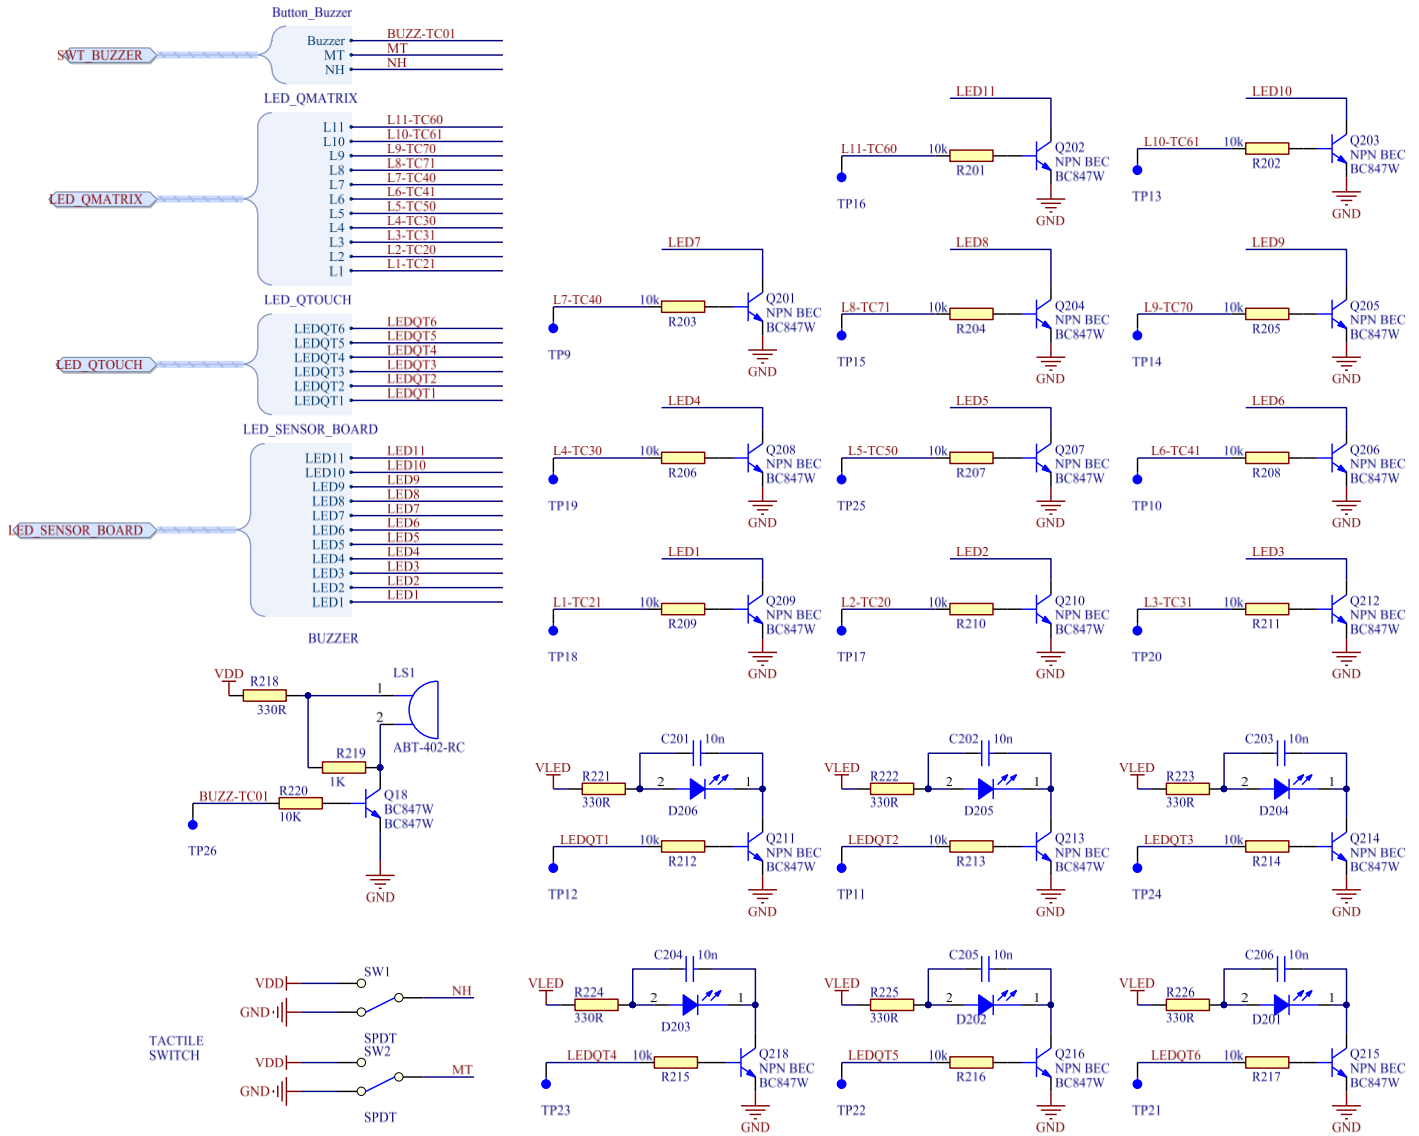 Button_Buzzer
SWT_BUZZER
Buzzer BUZZ-TC01
MT MT
NH NH
LED_QMATRIX
LED_QMATRIX
L11 L11-TC60
L10 L10-TC61
L9 L9-TC70
L8 L8-TC71
L7 L7-TC40
L6 L6-TC41
L5 L5-TC50
L4 L4-TC30
L3 L3-TC31
L2 L2-TC20
L1 L1-TC21
LED_QTOUCH
LED_QTOUCH
LEDQT6 LEDQT6
LEDQT5 LEDQT5
LEDQT4 LEDQT4
LEDQT3 LEDQT3
LEDQT2 LEDQT2
LEDQT1 LEDQT1
LED_SENSOR_BOARD
LED_SENSOR_BOARD
LED11 LED11
LED10 LED10
LED9 LED9
LED8 LED8
LED7 LED7
LED6 LED6
LED5 LED5
LED4 LED4
LED3 LED3
LED2 LED2
LED1 LED1
BUZZER
VDD
R218
330R
1
2
LS1
ABT-402-RC
R219
1K
BUZZ-TC01
R220
10K
Q18
BC847W
BC847W
TP26
GND
TACTILE
SWITCH
VDD
SW1
GND
NH
SPDT
VDD
SW2
GND
MT
SPDT
LED11
L11-TC60
10k
R201
Q202
NPN BEC
BC847W
TP16
GND
LED10
L10-TC61
10k
R202
Q203
NPN BEC
BC847W
TP13
GND
LED7
L7-TC40
10k
R203
Q201
NPN BEC
BC847W
TP9
GND
LED8
L8-TC71
10k
R204
Q204
NPN BEC
BC847W
TP15
GND
LED9
L9-TC70
10k
R205
Q205
NPN BEC
BC847W
TP14
GND
LED4
L4-TC30
10k
R206
Q208
NPN BEC
BC847W
TP19
GND
LED5
L5-TC50
10k
R207
Q207
NPN BEC
BC847W
TP25
GND
LED6
L6-TC41
10k
R208
Q206
NPN BEC
BC847W
TP10
GND
LED1
L1-TC21
10k
R209
Q209
NPN BEC
BC847W
TP18
GND
LED2
L2-TC20
10k
R210
Q210
NPN BEC
BC847W
TP17
GND
LED3
L3-TC31
10k
R211
Q212
NPN BEC
BC847W
TP20
GND
C201 10n
VLED
R221
330R
2 1
D206
LEDQT1
10k
R212
Q211
NPN BEC
BC847W
TP12
GND
C202 10n
VLED
R222
330R
2 1
D205
LEDQT2
10k
R213
Q213
NPN BEC
BC847W
TP11
GND
C203 10n
VLED
R223
330R
2 1
D204
LEDQT3
10k
R214
Q214
NPN BEC
BC847W
TP24
GND
C204 10n
VLED
R224
330R
2 1
D203
LEDQT4
10k
R215
Q218
NPN BEC
BC847W
TP23
GND
C205 10n
VLED
R225
330R
2 1
D202
LEDQT5
10k
R216
Q216
NPN BEC
BC847W
TP22
GND
C206 10n
VLED
R226
330R
2 1
D201
LEDQT6
10k
R217
Q215
NPN BEC
BC847W
TP21
GND